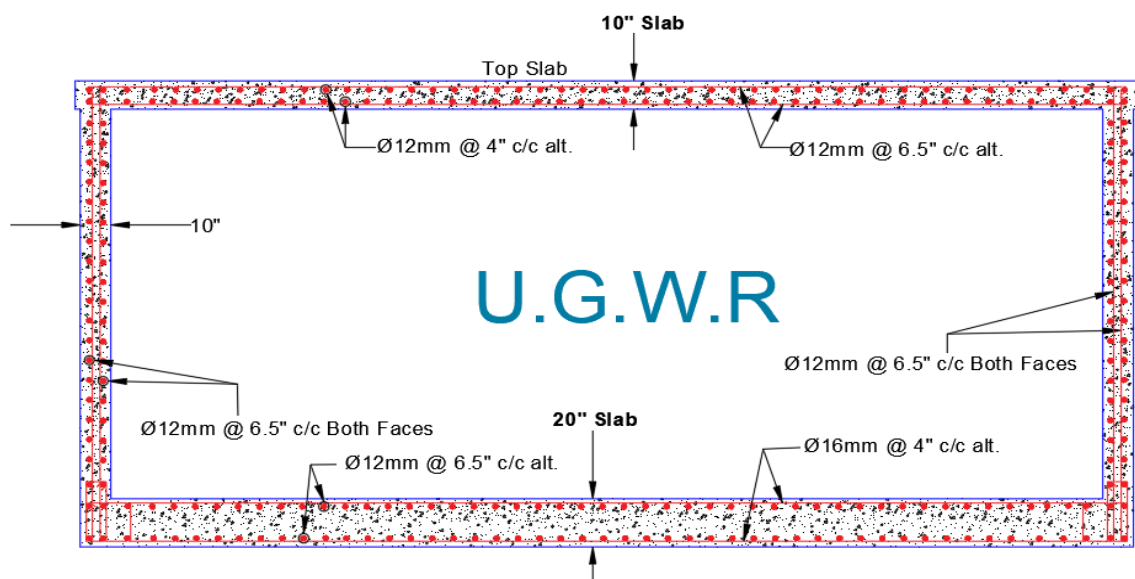 10" Slab
Top Slab
Ø12mm @ 4" c/c alt.
Ø12mm @ 6.5" c/c alt.
10"
U.G.W.R
Ø12mm @ 6.5" c/c Both Faces
Ø12mm @ 6.5" c/c Both Faces
20" Slab
Ø16mm @ 4" c/c alt.
Ø12mm @ 6.5" c/c alt.